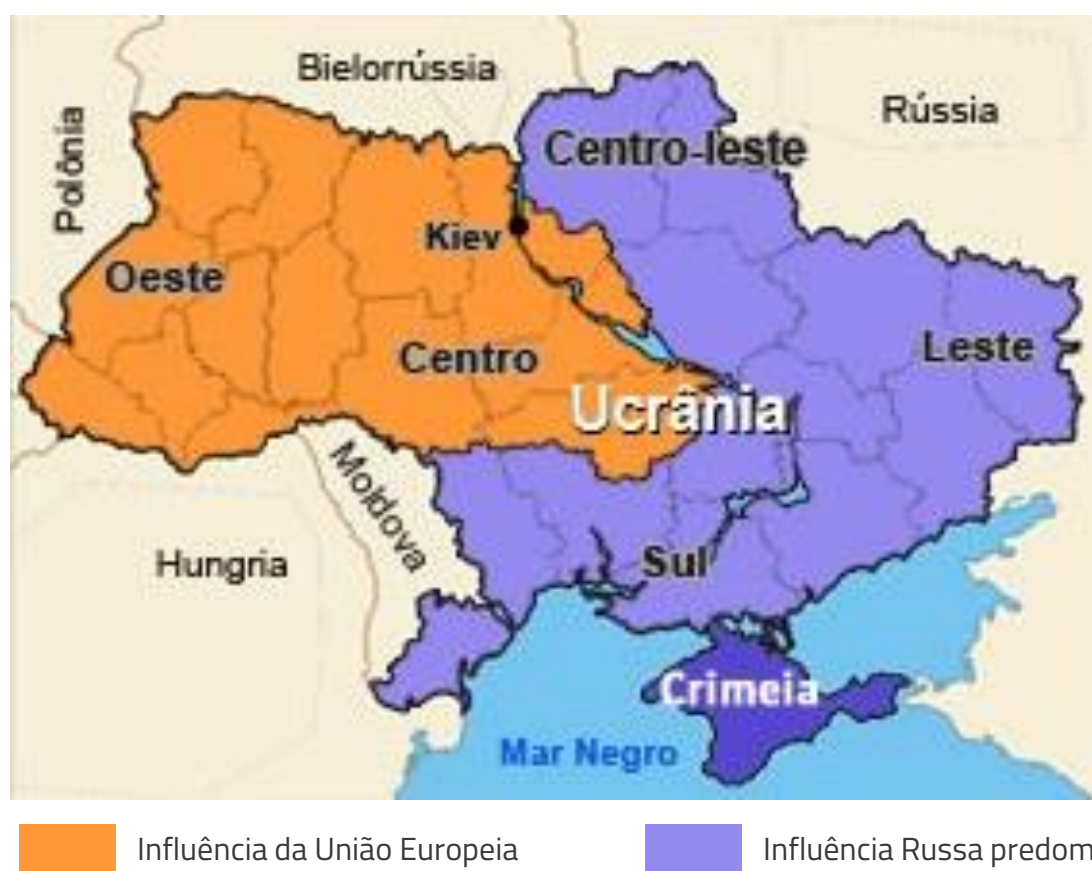 Bielorrússia
Rússia
Polônia
Centro-leste
Kiev
Oeste
Leste
Centro
Ucrânia
Moldova
Hungria
Sul
Crimeia
Mar Negro
Influência da União Europeia
Influência Russa predom